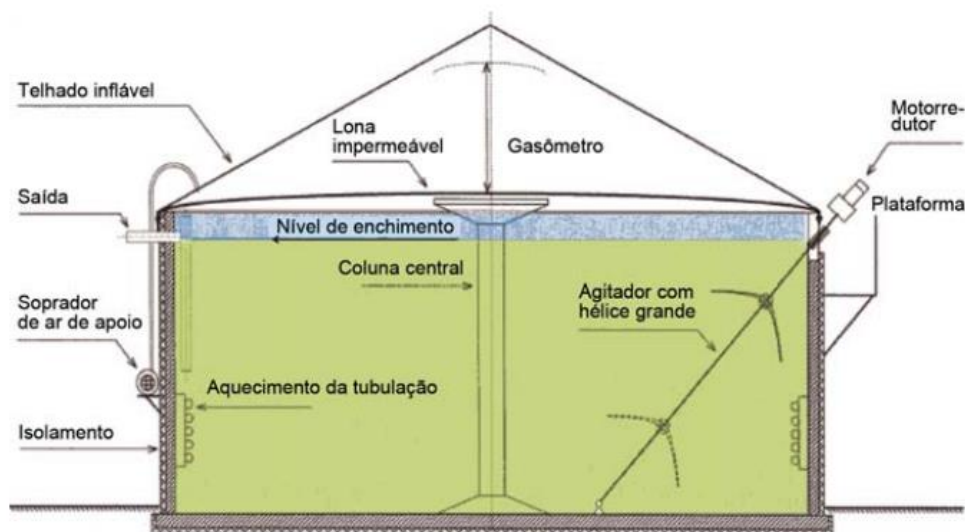 Telhado inflável
Lona
impermeável
Gasômetro
Motorre-
dutor
Saída
Nível de enchimento
Plataforma
Coluna central
Agitador com
hélice grande
Soprador
de ar de apoio
Aquecimento da tubulação
Isolamento